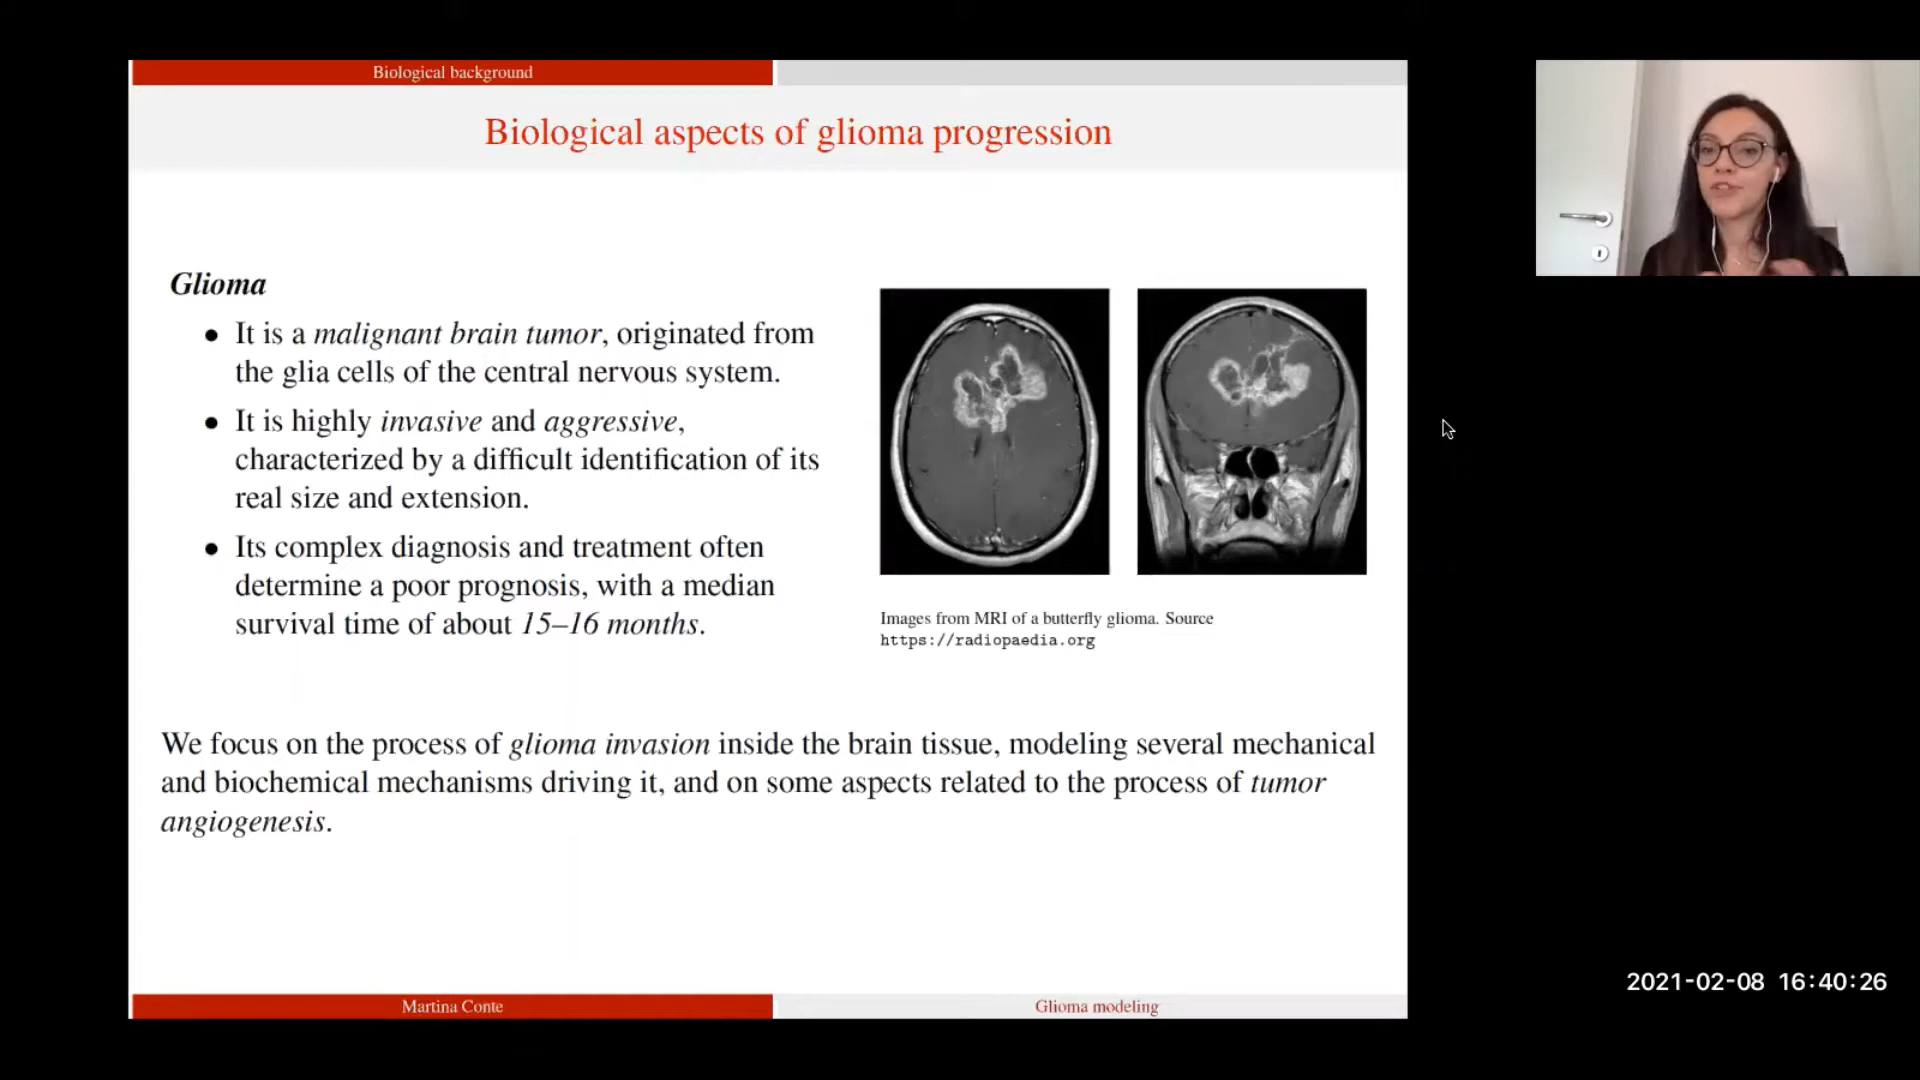 Biological background
Biological aspects of glioma progression
Glioma
• It is a malignant brain tumor, originated from
the glia cells of the central nervous system.
• It is highly invasive and aggressive,
characterized by a difficult identification of its
real size and extension.
• Its complex diagnosis and treatment often
determine a poor prognosis, with a median
survival time of about 15–16 months.
Images from MRI of a butterfly glioma. Source
https://radiopaedia.org
We focus on the process of glioma invasion inside the brain tissue, modeling several mechanical
and biochemical mechanisms driving it, and on some aspects related to the process of tumor
angiogenesis.
Martina Conte
Glioma modeling
2021-02-08 16:40:26